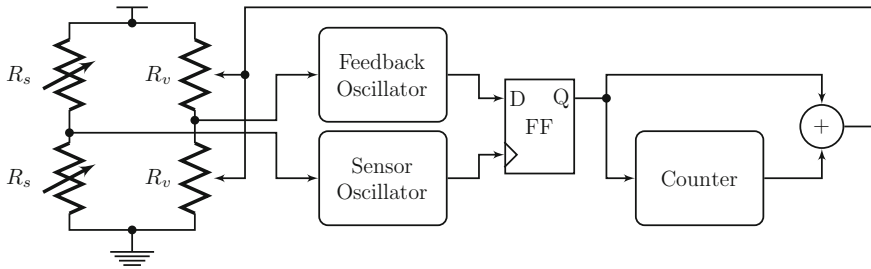 R_s
R_v
Feedback
Oscillator
D
Q
FF
+
R_s
R_v
Sensor
Oscillator
Counter